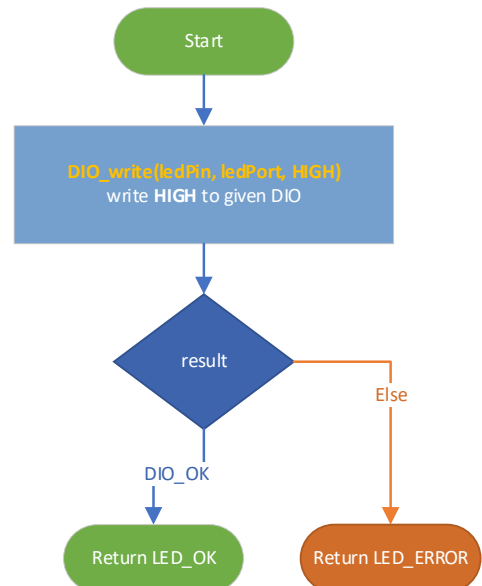 Start
DIO_write(ledPin, ledPort, HIGH)
write HIGH to given DIO
result
Else
DIO_OK
Return LED_OK
Return LED_ERROR